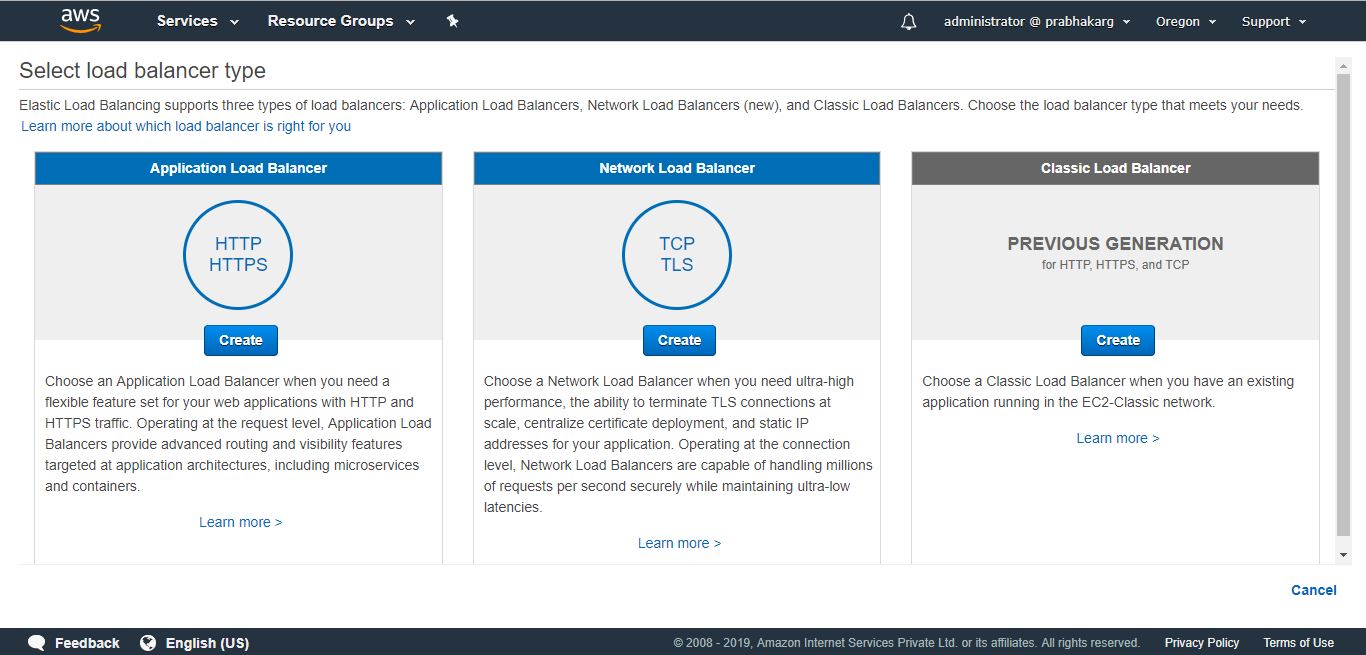 aws
Services
Resource Groups
administrator @ prabhakarg
Oregon
Support
Select load balancer type
Elastic Load Balancing supports three types of load balancers: Application Load Balancers, Network Load Balancers (new), and Classic Load Balancers. Choose the load balancer type that meets your needs.
Learn more about which load balancer is right for you
Application Load Balancer
HTTP
HTTPS
Create
Choose an Application Load Balancer when you need a
flexible feature set for your web applications with HTTP and
HTTPS traffic. Operating at the request level, Application Load
Balancers provide advanced routing and visibility features
targeted at application architectures, including microservices
and containers.
Learn more >
Network Load Balancer
TCP
TLS
Create
Choose a Network Load Balancer when you need ultra-high
performance, the ability to terminate TLS connections at
scale, centralize certificate deployment, and static IP
addresses for your application. Operating at the connection
level, Network Load Balancers are capable of handling millions
of requests per second securely while maintaining ultra-low
latencies.
Learn more >
Classic Load Balancer
PREVIOUS GENERATION
for HTTP, HTTPS, and TCP
Create
Choose a Classic Load Balancer when you have an existing
application running in the EC2-Classic network.
Learn more >
Cancel
Feedback
English (US)
© 2008 - 2019, Amazon Internet Services Private Ltd. or its affiliates. All rights reserved.
Privacy Policy
Terms of Use